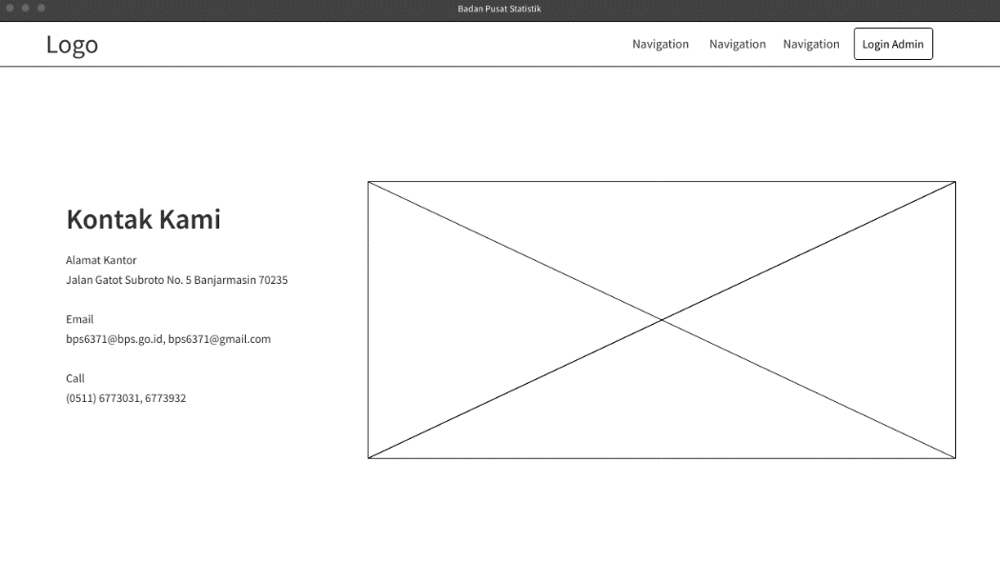 Badan Pusat Statistik
Logo
Navigation Navigation Navigation Login Admin
Kontak Kami
Alamat Kantor
Jalan Gatot Subroto No. 5 Banjarmasin 70235
Email
bps6371@bps.go.id, bps6371@gmail.com
Call
(0511) 6773031, 6773932